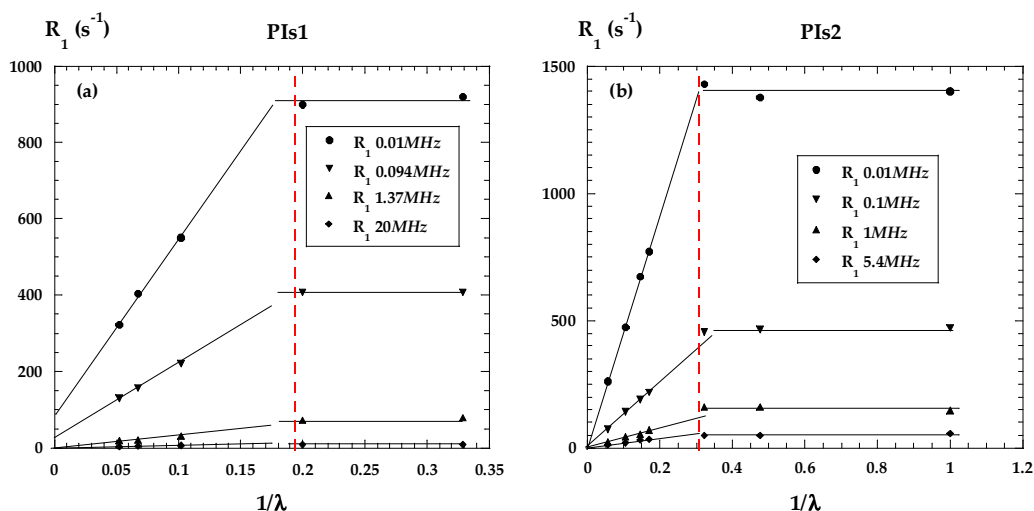 R₁ (s⁻¹) PIs1
1000
800
600
400
200
0
(a)
R₁ 0.01MHz
R₁ 0.094MHz
R₁ 1.37MHz
R₁ 20MHz
0 0.05 0.1 0.15 0.2 0.25 0.3 0.35
1/λ
R₁ (s⁻¹) PIs2
1500
1000
500
0
(b)
R₁ 0.01MHz
R₁ 0.1MHz
R₁ 1MHz
R₁ 5.4MHz
0 0.2 0.4 0.6 0.8 1 1.2
1/λ